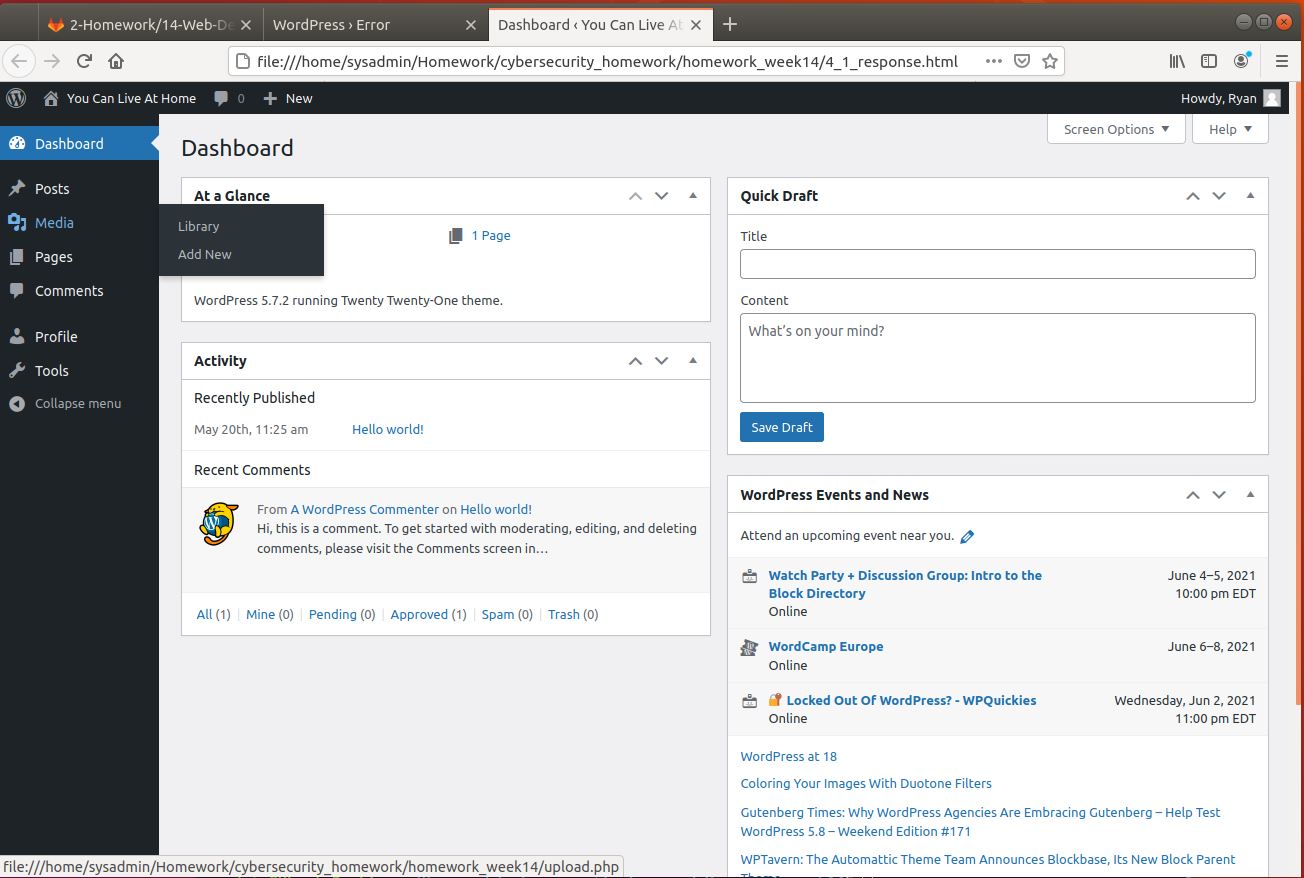 2-Homework/14-Web-De
WordPress › Error
Dashboard ‹ You Can Live At
file:///home/sysadmin/Homework/cybersecurity_homework/homework_week14/4_1_response.html
You Can Live At Home
0
New
Howdy, Ryan
Dashboard
Posts
Media
Library
Add New
Pages
Comments
Profile
Tools
Collapse menu
Screen Options
Help
Dashboard
At a Glance
1 Page
WordPress 5.7.2 running Twenty Twenty-One theme.
Activity
Recently Published
May 20th, 11:25 am Hello world!
Recent Comments
From A WordPress Commenter on Hello world!
Hi, this is a comment. To get started with moderating, editing, and deleting
comments, please visit the Comments screen in…
All (1) | Mine (0) | Pending (0) | Approved (1) | Spam (0) | Trash (0)
Quick Draft
Title
Content
What's on your mind?
Save Draft
WordPress Events and News
Attend an upcoming event near you.
Watch Party + Discussion Group: Intro to the
Block Directory
Online
June 4–5, 2021
10:00 pm EDT
WordCamp Europe
Online
June 6–8, 2021
Locked Out Of WordPress? - WPQuickies
Online
Wednesday, Jun 2, 2021
11:00 pm EDT
WordPress at 18
Coloring Your Images With Duotone Filters
Gutenberg Times: Why WordPress Agencies Are Embracing Gutenberg – Help Test
WordPress 5.8 – Weekend Edition #171
WPTavern: The Automattic Theme Team Announces Blockbase, Its New Block Parent
file:///home/sysadmin/Homework/cybersecurity_homework/homework_week14/upload.php